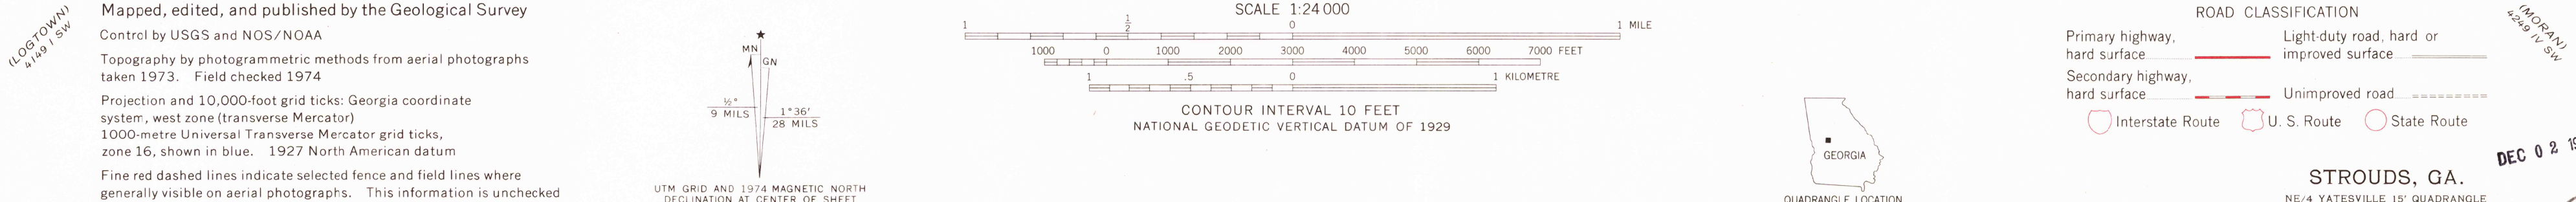 (LOGTOWN)
4149 I SW
Mapped, edited, and published by the Geological Survey
Control by USGS and NOS/NOAA
Topography by photogrammetric methods from aerial photographs
taken 1973. Field checked 1974
Projection and 10,000-foot grid ticks: Georgia coordinate
system, west zone (transverse Mercator)
1000-metre Universal Transverse Mercator grid ticks,
zone 16, shown in blue. 1927 North American datum
Fine red dashed lines indicate selected fence and field lines where
generally visible on aerial photographs. This information is unchecked
★
MN
GN
½°
9 MILS
1°36′
28 MILS
UTM GRID AND 1974 MAGNETIC NORTH
DECLINATION AT CENTER OF SHEET
SCALE 1:24 000
1 ½ 0 1 MILE
1000 0 1000 2000 3000 4000 5000 6000 7000 FEET
1 .5 0 1 KILOMETRE
CONTOUR INTERVAL 10 FEET
NATIONAL GEODETIC VERTICAL DATUM OF 1929
GEORGIA
QUADRANGLE LOCATION
ROAD CLASSIFICATION
Primary highway,
hard surface
Light-duty road, hard or
improved surface
Secondary highway,
hard surface
Unimproved road
Interstate Route U. S. Route State Route
(MORAN)
4249 IV SW
DEC 0 2
STROUDS, GA.
NE/4 YATESVILLE 15′ QUADRANGLE